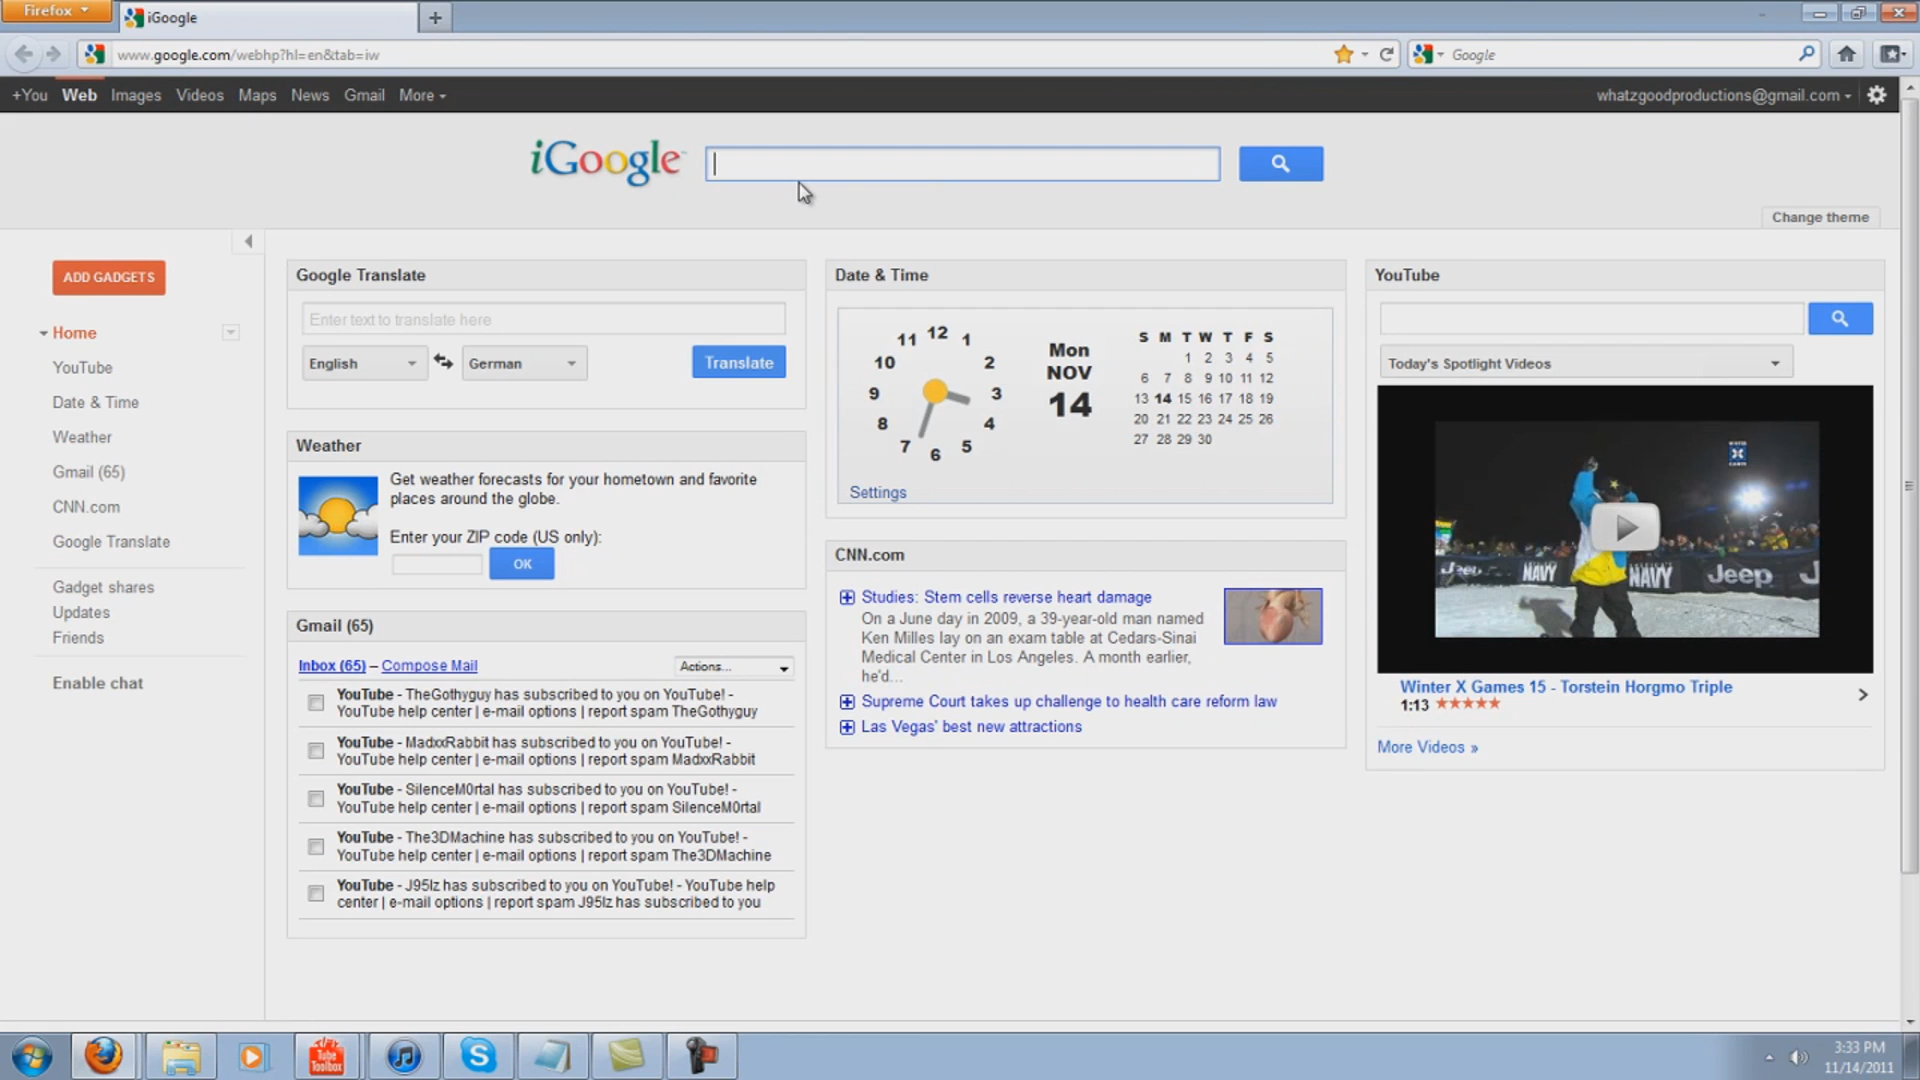 Firefox
iGoogle
www.google.com/webhp?hl=en&tab=iw
Google
+You Web Images Videos Maps News Gmail More
whatzgoodproductions@gmail.com
iGoogle
Change theme
ADD GADGETS
Home
YouTube
Date & Time
Weather
Gmail (65)
CNN.com
Google Translate
Gadget shares
Updates
Friends
Enable chat
Google Translate
Enter text to translate here
English German Translate
Weather
Get weather forecasts for your hometown and favorite
places around the globe.
Enter your ZIP code (US only):
OK
Gmail (65)
Inbox (65) – Compose Mail Actions...
YouTube - TheGothyguy has subscribed to you on YouTube! -
YouTube help center | e-mail options | report spam TheGothyguy
YouTube - MadxxRabbit has subscribed to you on YouTube! -
YouTube help center | e-mail options | report spam MadxxRabbit
YouTube - SilenceM0rtal has subscribed to you on YouTube! -
YouTube help center | e-mail options | report spam SilenceM0rtal
YouTube - The3DMachine has subscribed to you on YouTube! -
YouTube help center | e-mail options | report spam The3DMachine
YouTube - J95lz has subscribed to you on YouTube! - YouTube help
center | e-mail options | report spam J95lz has subscribed to you
Date & Time
12 1 2 3 4 5 6 7 8 9 10 11
Mon
NOV
14
S M T W T F S
1 2 3 4 5
6 7 8 9 10 11 12
13 14 15 16 17 18 19
20 21 22 23 24 25 26
27 28 29 30
Settings
CNN.com
Studies: Stem cells reverse heart damage
On a June day in 2009, a 39-year-old man named
Ken Milles lay on an exam table at Cedars-Sinai
Medical Center in Los Angeles. A month earlier,
he'd...
Supreme Court takes up challenge to health care reform law
Las Vegas' best new attractions
YouTube
Today's Spotlight Videos
Jeep NAVY NAVY Jeep J
Winter X Games 15 - Torstein Horgmo Triple
1:13
More Videos »
Tube
Toolbox
3:33 PM
11/14/2011